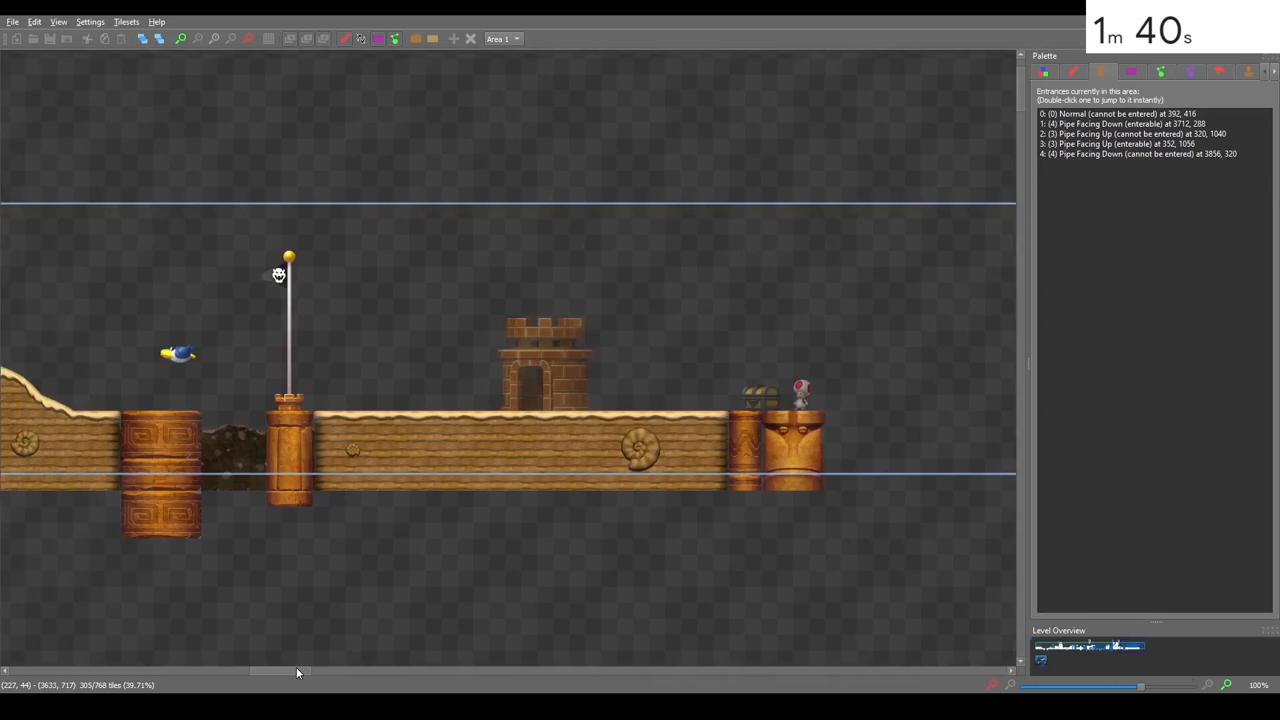 1m 40s
File Edit View Settings Tilesets Help
Area 1
Palette
Entrances currently in this area:
(Double-click one to jump to it instantly)
0: (0) Normal (cannot be entered) at 392, 416
1: (4) Pipe Facing Down (enterable) at 3712, 288
2: (3) Pipe Facing Up (cannot be entered) at 320, 1040
3: (3) Pipe Facing Up (enterable) at 352, 1056
4: (4) Pipe Facing Down (cannot be entered) at 3856, 320
Level Overview
(227, 44) - (3633, 717) 305/768 tiles (39.71%)
100%